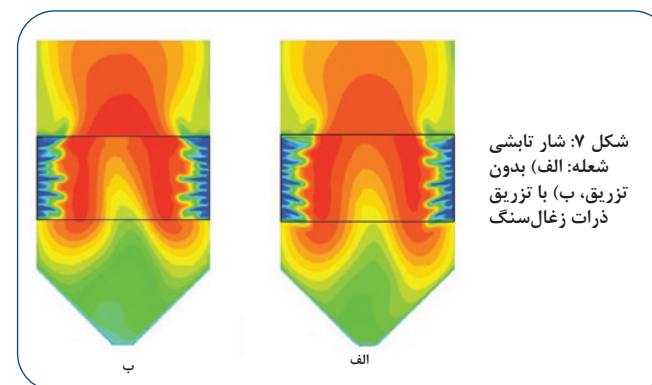 شکل ۷: شار تابشی
شعله: الف) بدون
تزریق، ب) با تزریق
ذرات زغال‌سنگ
الف
ب